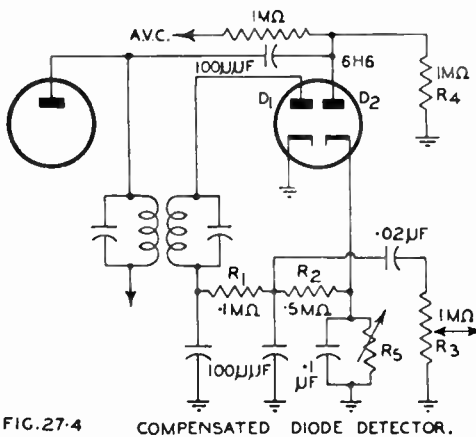 1MΩ
A.V.C.
100μμF
6H6
1MΩ
R4
D1
D2
.02μF
R1
.1MΩ
R2
.5MΩ
1MΩ
R3
100μμF
.1
μF
R5
FIG.27·4
COMPENSATED DIODE DETECTOR.